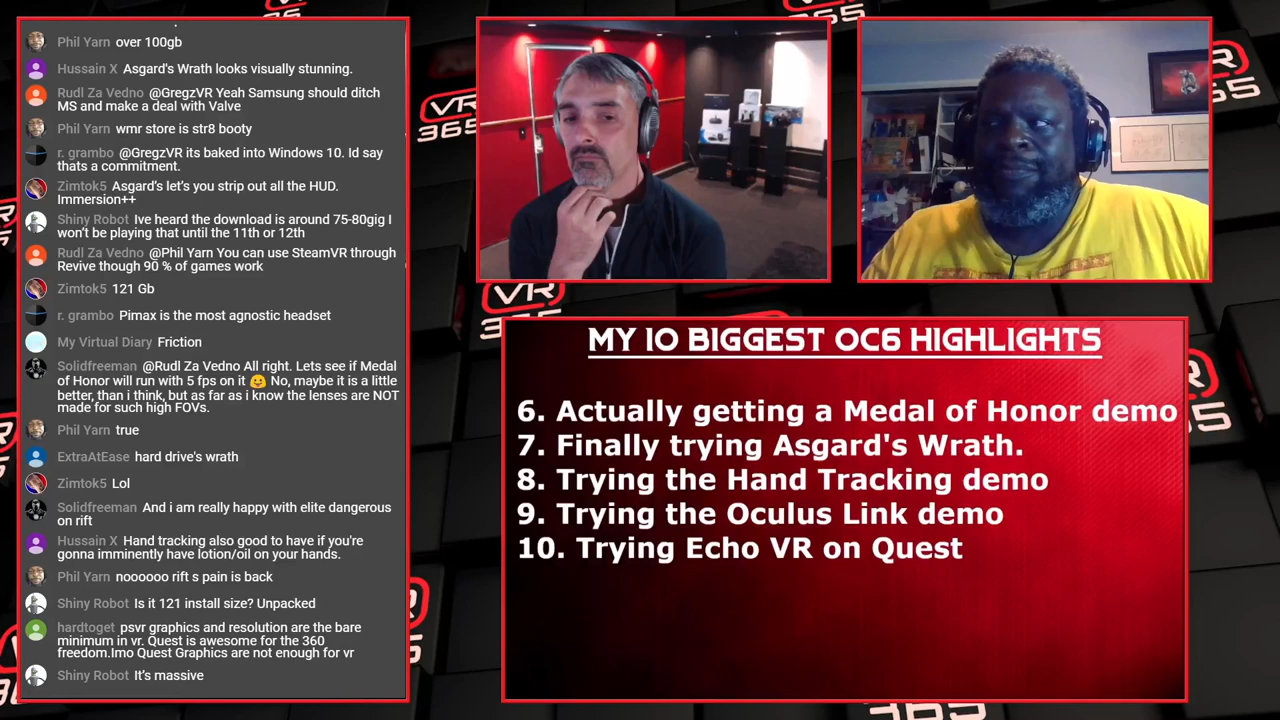 Phil Yarn over 100gb
Hussain X Asgard's Wrath looks visually stunning.
Rudl Za Vedno @GregzVR Yeah Samsung should ditch
MS and make a deal with Valve
Phil Yarn wmr store is str8 booty
r. grambo @GregzVR its baked into Windows 10. Id say
thats a commitment.
Zimtok5 Asgard's let's you strip out all the HUD.
Immersion++
Shiny Robot Ive heard the download is around 75-80gig I
won't be playing that until the 11th or 12th
Rudl Za Vedno @Phil Yarn You can use SteamVR through
Revive though 90 % of games work
Zimtok5 121 Gb
r. grambo Pimax is the most agnostic headset
My Virtual Diary Friction
Solidfreeman @Rudl Za Vedno All right. Lets see if Medal
of Honor will run with 5 fps on it 🤗 No, maybe it is a little
better, than i think, but as far as i know the lenses are NOT
made for such high FOVs.
Phil Yarn true
ExtraAtEase hard drive's wrath
Zimtok5 Lol
Solidfreeman And i am really happy with elite dangerous
on rift
Hussain X Hand tracking also good to have if you're
gonna imminently have lotion/oil on your hands.
Phil Yarn noooooo rift s pain is back
Shiny Robot Is it 121 install size? Unpacked
hardtoget psvr graphics and resolution are the bare
minimum in vr. Quest is awesome for the 360
freedom.Imo Quest Graphics are not enough for vr
Shiny Robot It's massive
MY 10 BIGGEST OC6 HIGHLIGHTS
6. Actually getting a Medal of Honor demo
7. Finally trying Asgard's Wrath.
8. Trying the Hand Tracking demo
9. Trying the Oculus Link demo
10. Trying Echo VR on Quest
VR
365
VR
365
365